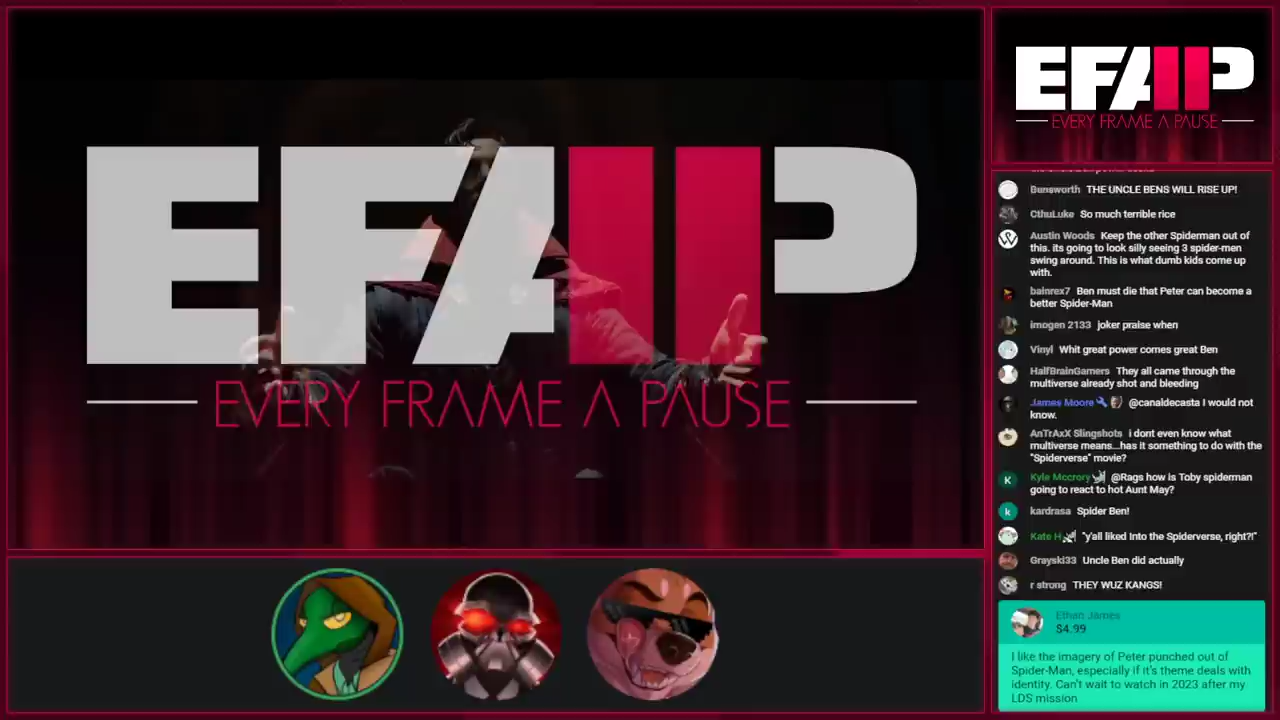 EFAP
EVERY FRAME A PAUSE
EFAP
EVERY FRAME A PAUSE
Bensworth THE UNCLE BENS WILL RISE UP!
CthuLuke So much terrible rice
Austin Woods Keep the other Spiderman out of
this. its going to look silly seeing 3 spider-men
swing around. This is what dumb kids come up
with.
bainrex7 Ben must die that Peter can become a
better Spider-Man
imogen 2133 joker praise when
Vinyl Whit great power comes great Ben
HalfBrainGamers They all came through the
multiverse already shot and bleeding
James Moore @canaldecasta I would not
know.
AnTrAxX Slingshots i dont even know what
multiverse means...has it something to do with the
"Spiderverse" movie?
K
Kyle Mccrory @Rags how is Toby spiderman
going to react to hot Aunt May?
k
kardrasa Spider Ben!
Kate H "y'all liked Into the Spiderverse, right?!"
Grayski33 Uncle Ben did actually
r strong THEY WUZ KANGS!
Ethan James
$4.99
I like the imagery of Peter punched out of
Spider-Man, especially if it's theme deals with
identity. Can't wait to watch in 2023 after my
LDS mission